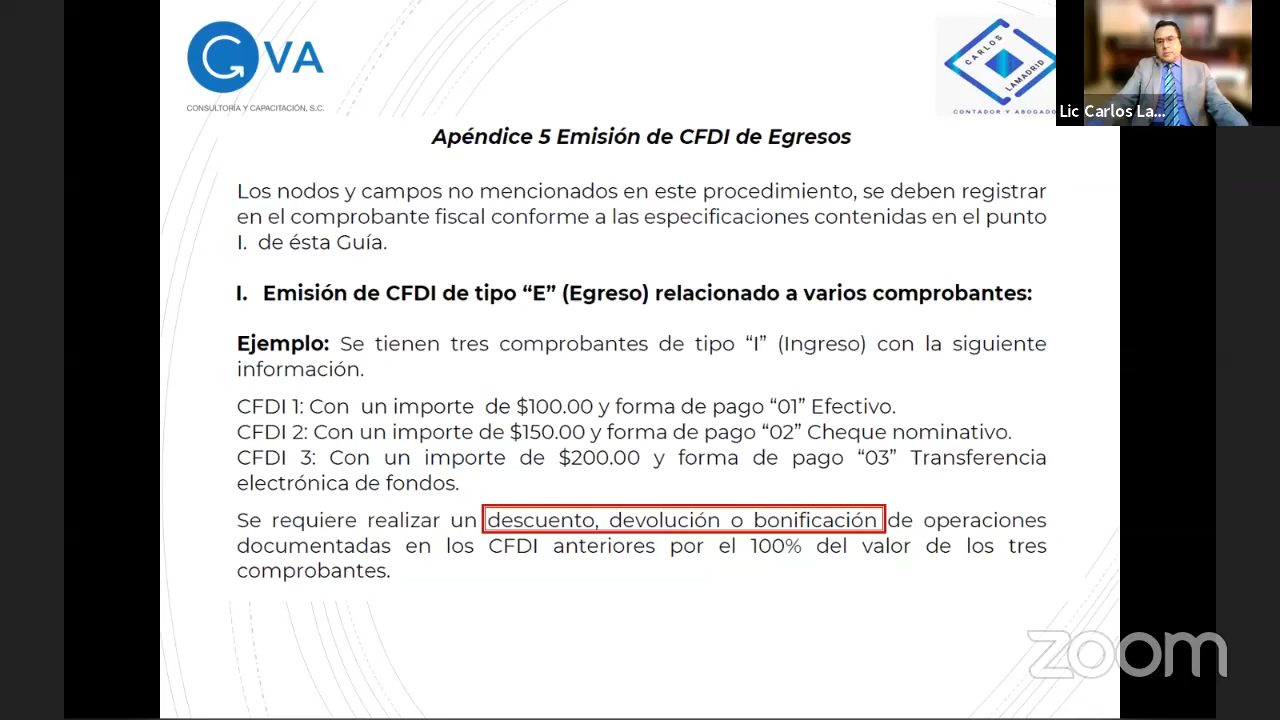 GVA
CONSULTORÍA Y CAPACITACIÓN, S.C.
CARLOS
LAMADRID
CONTADOR Y ABOGADO
Lic Carlos La...
Apéndice 5 Emisión de CFDI de Egresos
Los nodos y campos no mencionados en este procedimiento, se deben registrar
en el comprobante fiscal conforme a las especificaciones contenidas en el punto
I. de ésta Guía.
I. Emisión de CFDI de tipo “E” (Egreso) relacionado a varios comprobantes:
Ejemplo: Se tienen tres comprobantes de tipo “I” (Ingreso) con la siguiente
información.
CFDI 1: Con un importe de $100.00 y forma de pago “01” Efectivo.
CFDI 2: Con un importe de $150.00 y forma de pago “02” Cheque nominativo.
CFDI 3: Con un importe de $200.00 y forma de pago “03” Transferencia
electrónica de fondos.
Se requiere realizar un descuento, devolución o bonificación de operaciones
documentadas en los CFDI anteriores por el 100% del valor de los tres
comprobantes.
zoom